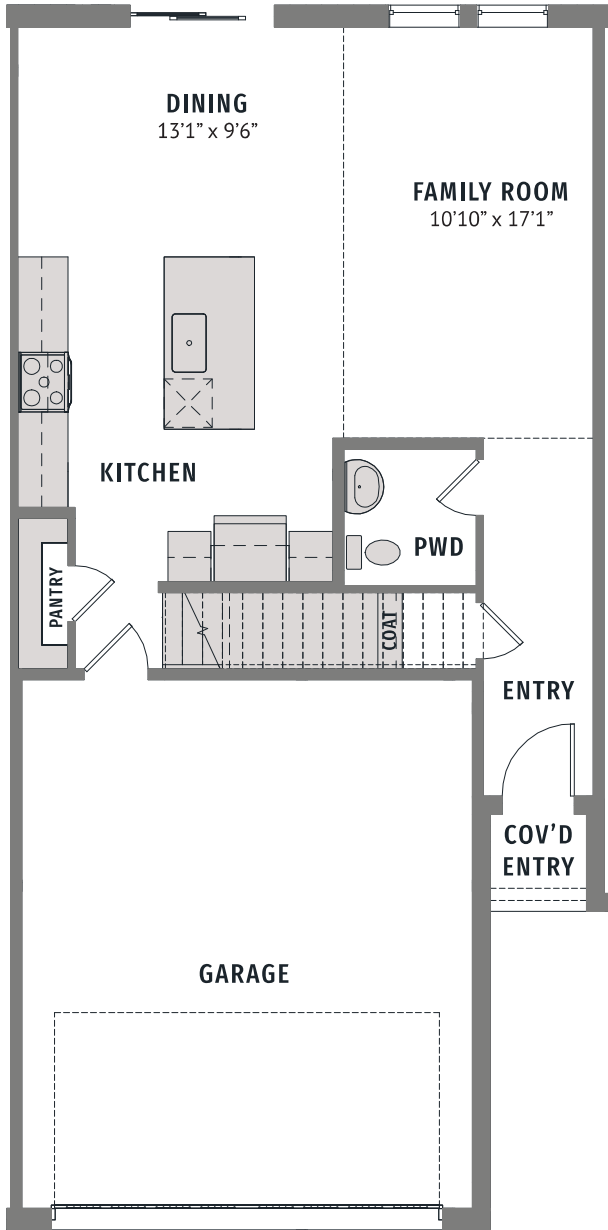 DINING
13'1" x 9'6"
FAMILY ROOM
10'10" x 17'1"
KITCHEN
PWD
PANTRY
COAT
ENTRY
COV'D
ENTRY
GARAGE